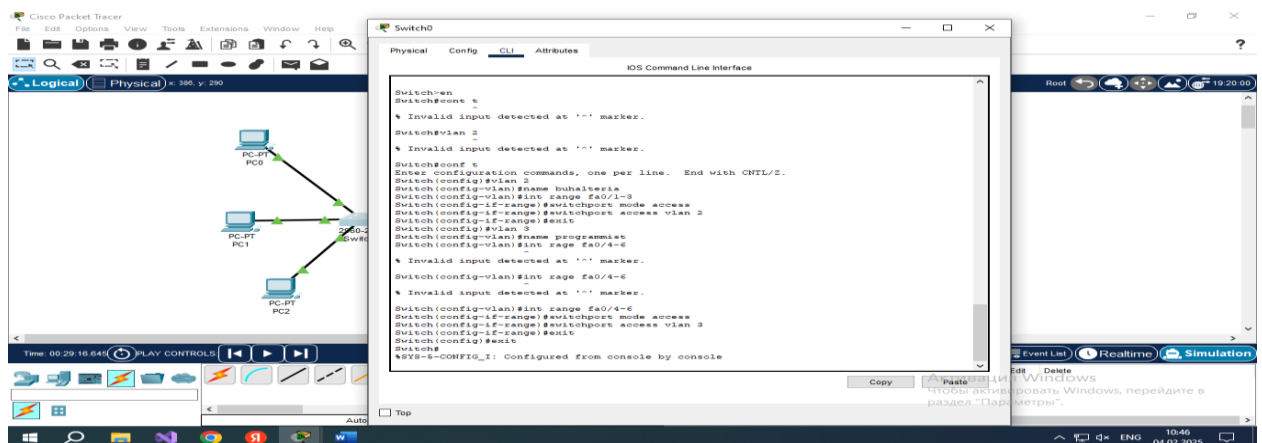 Cisco Packet Tracer
File Edit Options View Tools Extensions Window Help
Logical Physical x: 386, y: 290
Root 19:20:00
PC-PT
PC0
PC-PT
PC1
PC-PT
PC2
Switch0
Physical Config CLI Attributes
IOS Command Line Interface
Switch>en
Switch#cont t
^
% Invalid input detected at '^' marker.
Switch#vlan 2
^
% Invalid input detected at '^' marker.
Switch#conf t
Enter configuration commands, one per line. End with CNTL/Z.
Switch(config)#vlan 2
Switch(config-vlan)#name buhalteria
Switch(config-vlan)#int range fa0/1-3
Switch(config-if-range)#switchport mode access
Switch(config-if-range)#switchport access vlan 2
Switch(config-if-range)#exit
Switch(config)#vlan 3
Switch(config-vlan)#name programmist
Switch(config-vlan)#int rage fa0/4-6
^
% Invalid input detected at '^' marker.
Switch(config-vlan)#int rage fa0/4-6
^
% Invalid input detected at '^' marker.
Switch(config-vlan)#int range fa0/4-6
Switch(config-if-range)#switchport mode access
Switch(config-if-range)#switchport access vlan 3
Switch(config-if-range)#exit
Switch(config)#exit
Switch#
%SYS-5-CONFIG_I: Configured from console by console
Copy Paste
Top
Time: 00:29:16.645 PLAY CONTROLS:
Event List Realtime Simulation
Edit Delete
Активация Windows
Чтобы активировать Windows, перейдите в
раздел "Параметры".
Auto
ENG
10:46
04.02.2025